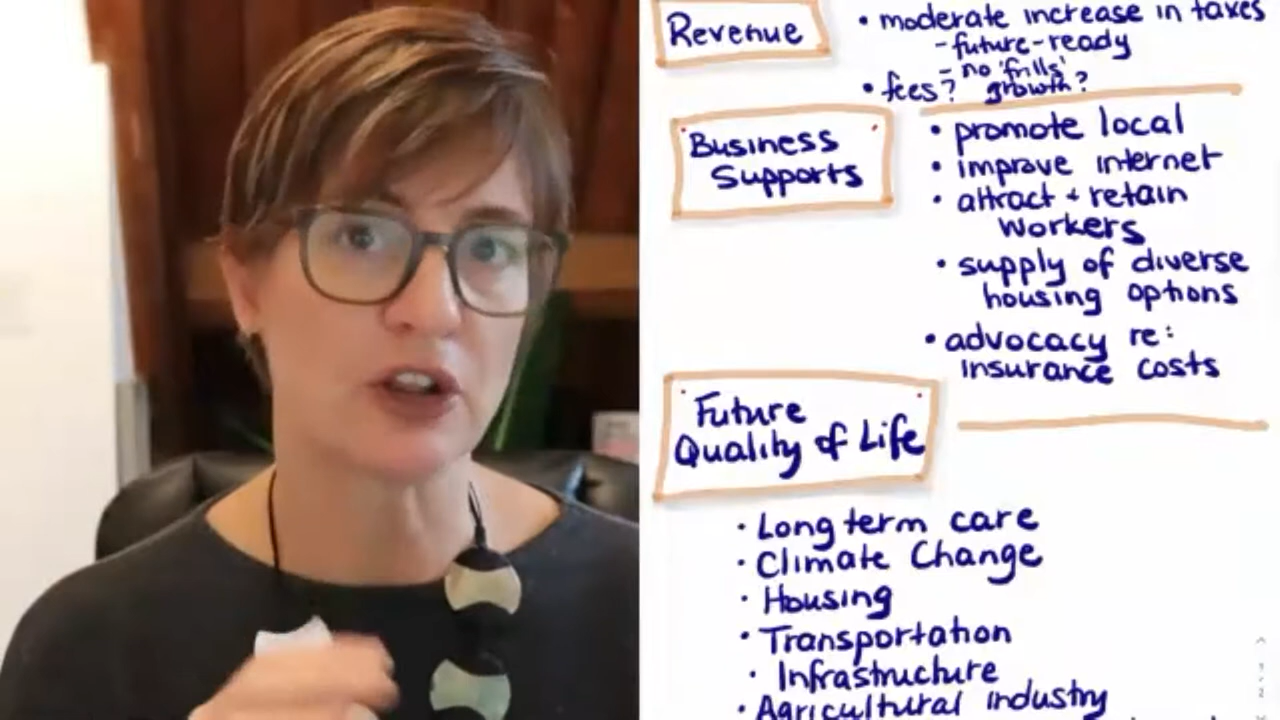 Revenue
• moderate increase in taxes
- future-ready
- no 'frills'
• fees? growth?
Business
Supports
• promote local
• improve internet
• attract + retain
workers
• supply of diverse
housing options
• advocacy re:
insurance costs
Future
Quality of Life
• Long term care
• Climate Change
• Housing
• Transportation
• Infrastructure
• Agricultural industry